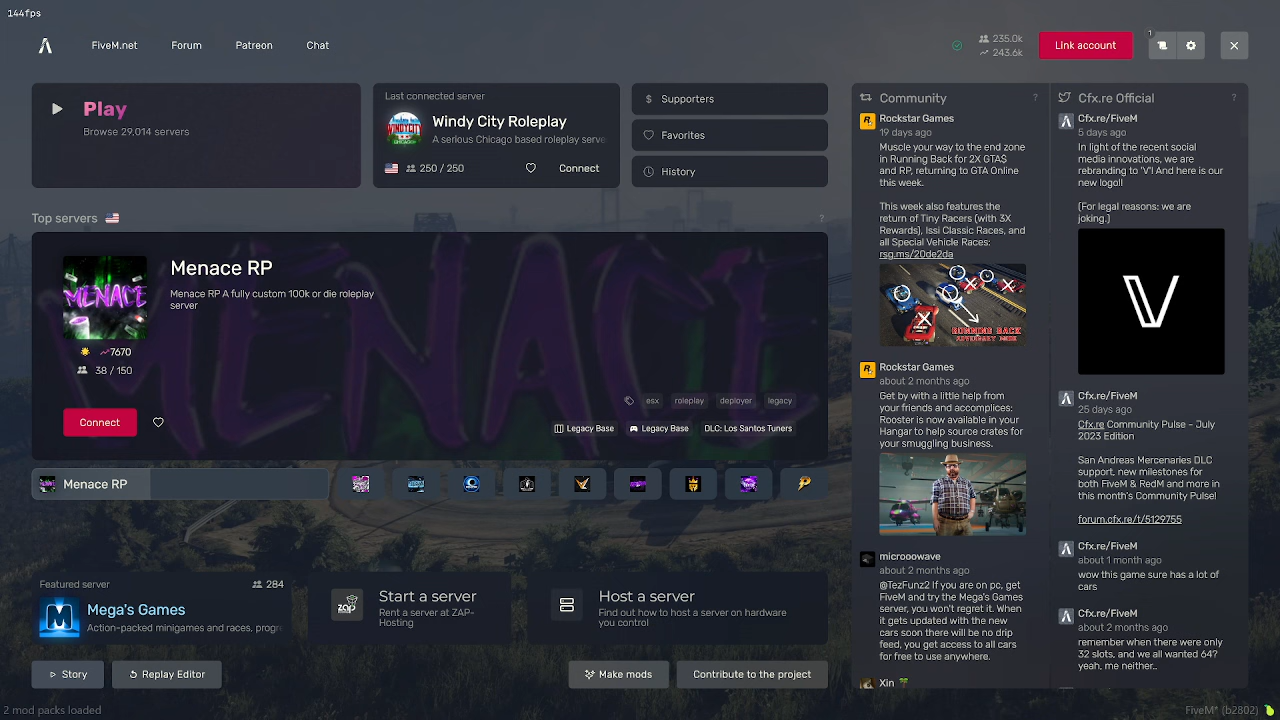 144fps
FiveM.net
Forum
Patreon
Chat
235.0k
243.6k
Link account
1
Play
Browse 29,014 servers
Last connected server
WINDY CITY
CHICAGO
Windy City Roleplay
A serious Chicago based roleplay serve
250 / 250
Connect
$ Supporters
Favorites
History
Top servers
?
MENACE
MENACE
Menace RP
Menace RP A fully custom 100k or die roleplay
server
7670
38 / 150
Connect
esx
roleplay
deployer
legacy
Legacy Base
Legacy Base
DLC: Los Santos Tuners
Menace RP
Featured server
284
M
Mega's Games
Action-packed minigames and races, progre
ZAP
Start a server
Rent a server at ZAP-
Hosting
Host a server
Find out how to host a server on hardware
you control
Story
Replay Editor
Make mods
Contribute to the project
2 mod packs loaded
Community
?
Rockstar Games
19 days ago
Muscle your way to the end zone
in Running Back for 2X GTA$
and RP, returning to GTA Online
this week.
This week also features the
return of Tiny Racers (with 3X
Rewards), Issi Classic Races, and
all Special Vehicle Races:
rsg.ms/20de2da
RUNNING BACK
ADVERSARY MODE
Rockstar Games
about 2 months ago
Get by with a little help from
your friends and accomplices:
Rooster is now available in your
Hangar to help source crates for
your smuggling business.
microoowave
about 2 months ago
@TezFunz2 If you are on pc, get
FiveM and try the Mega's Games
server, you won't regret it. When
it gets updated with the new
cars soon there will be no drip
feed, you get access to all cars
for free to use anywhere.
Xin
Cfx.re Official
?
Cfx.re/FiveM
5 days ago
In light of the recent social
media innovations, we are
rebranding to 'V'! And here is our
new logo!!
[For legal reasons: we are
joking.]
V
Cfx.re/FiveM
25 days ago
Cfx.re Community Pulse - July
2023 Edition
San Andreas Mercenaries DLC
support, new milestones for
both FiveM & RedM and more in
this month's Community Pulse!
forum.cfx.re/t/5129755
Cfx.re/FiveM
about 1 month ago
wow this game sure has a lot of
cars
Cfx.re/FiveM
about 2 months ago
remember when there were only
32 slots, and we all wanted 64?
yeah, me neither..
FiveM* (b2802)